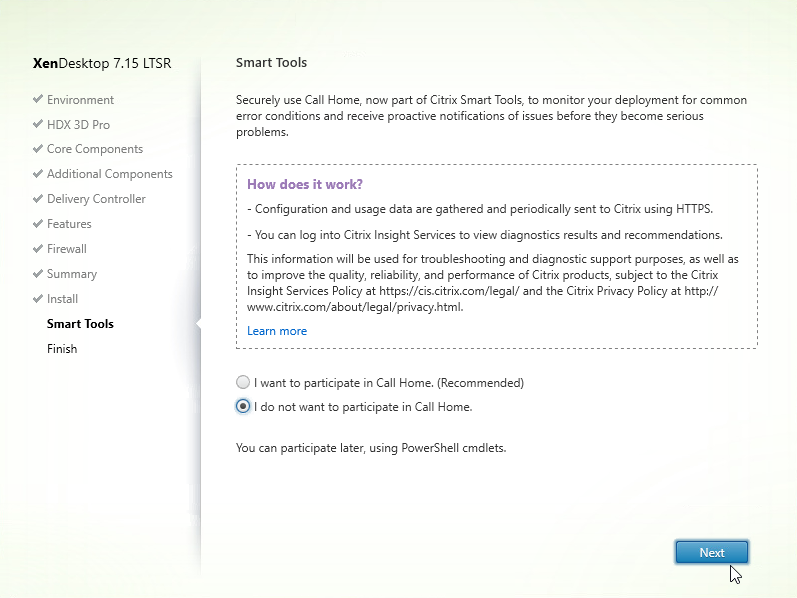 XenDesktop 7.15 LTSR
Environment
HDX 3D Pro
Core Components
Additional Components
Delivery Controller
Features
Firewall
Summary
Install
Smart Tools
Finish
Smart Tools
Securely use Call Home, now part of Citrix Smart Tools, to monitor your deployment for common
error conditions and receive proactive notifications of issues before they become serious
problems.
How does it work?
- Configuration and usage data are gathered and periodically sent to Citrix using HTTPS.
- You can log into Citrix Insight Services to view diagnostics results and recommendations.
This information will be used for troubleshooting and diagnostic support purposes, as well as
to improve the quality, reliability, and performance of Citrix products, subject to the Citrix
Insight Services Policy at https://cis.citrix.com/legal/ and the Citrix Privacy Policy at http://
www.citrix.com/about/legal/privacy.html.
Learn more
I want to participate in Call Home. (Recommended)
I do not want to participate in Call Home.
You can participate later, using PowerShell cmdlets.
Next